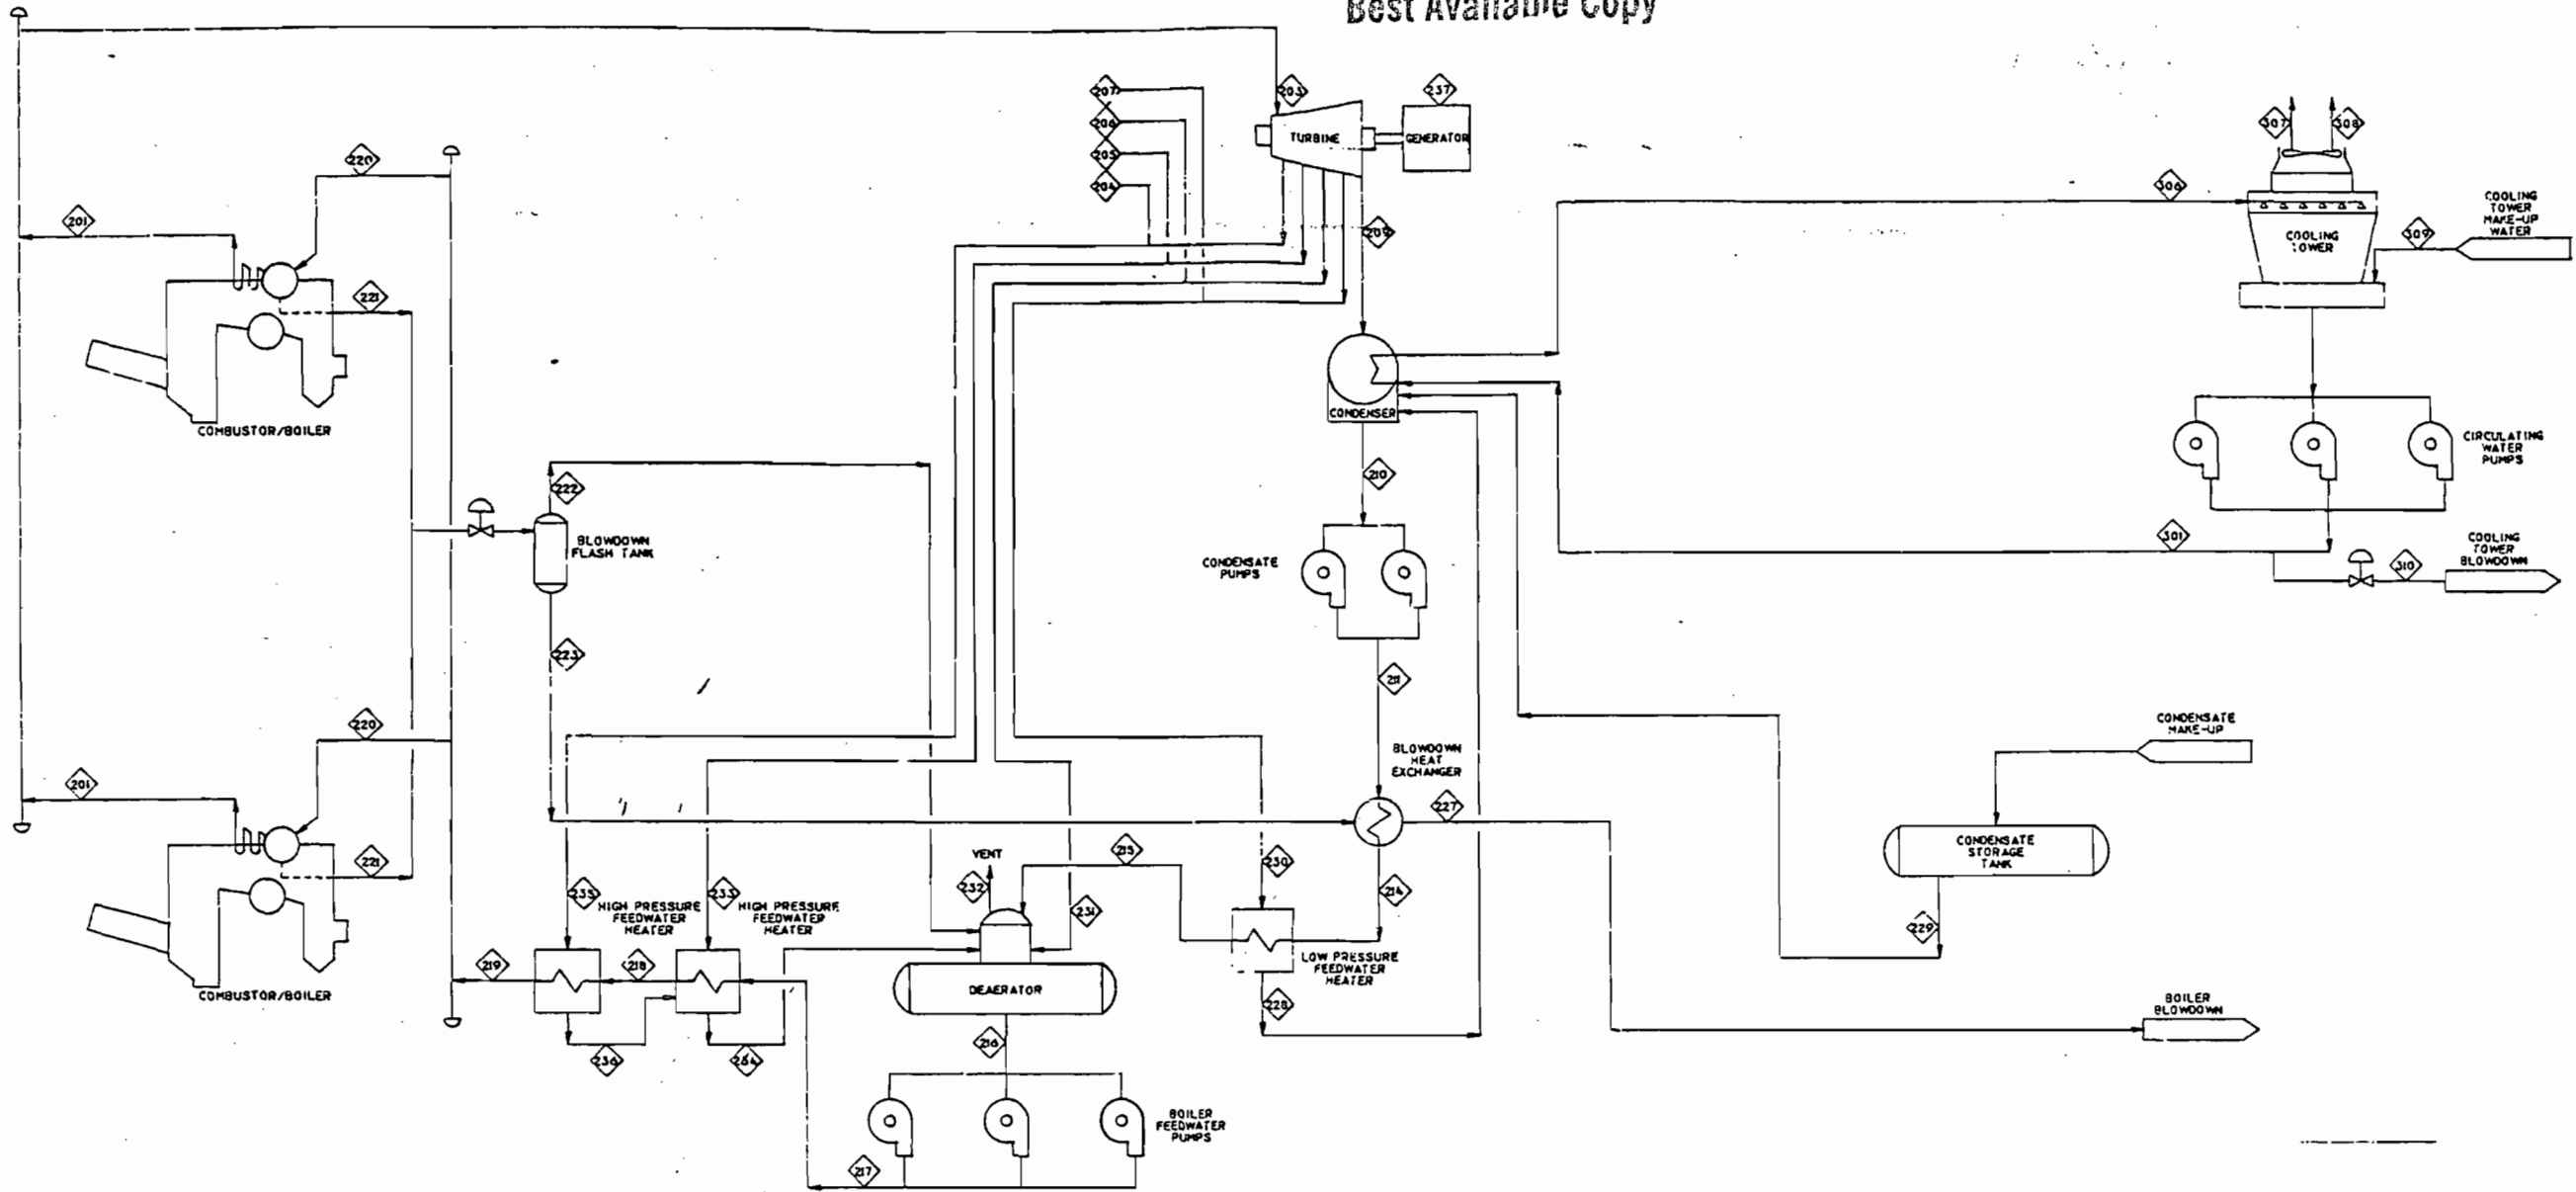 Best Available Copy
207
203
237
206
TURBINE
GENERATOR
205
204
307
308
220
306
COOLING
TOWER
MAKE-UP
WATER
201
209
COOLING
TOWER
309
221
CONDENSER
COMBUSTOR/BOILER
CIRCULATING
WATER
PUMPS
222
210
BLOWDOWN
FLASH TANK
301
COOLING
TOWER
BLOWDOWN
CONDENSATE
PUMPS
310
223
211
220
CONDENSATE
MAKE-UP
BLOWDOWN
HEAT
EXCHANGER
201
227
CONDENSATE
STORAGE
TANK
221
VENT
215
230
232
214
235
HIGH PRESSURE
FEEDWATER
HEATER
233
HIGH PRESSURE
FEEDWATER
HEATER
231
229
219
218
LOW PRESSURE
FEEDWATER
HEATER
COMBUSTOR/BOILER
DEAERATOR
228
BOILER
BLOWDOWN
236
234
216
BOILER
FEEDWATER
PUMPS
217